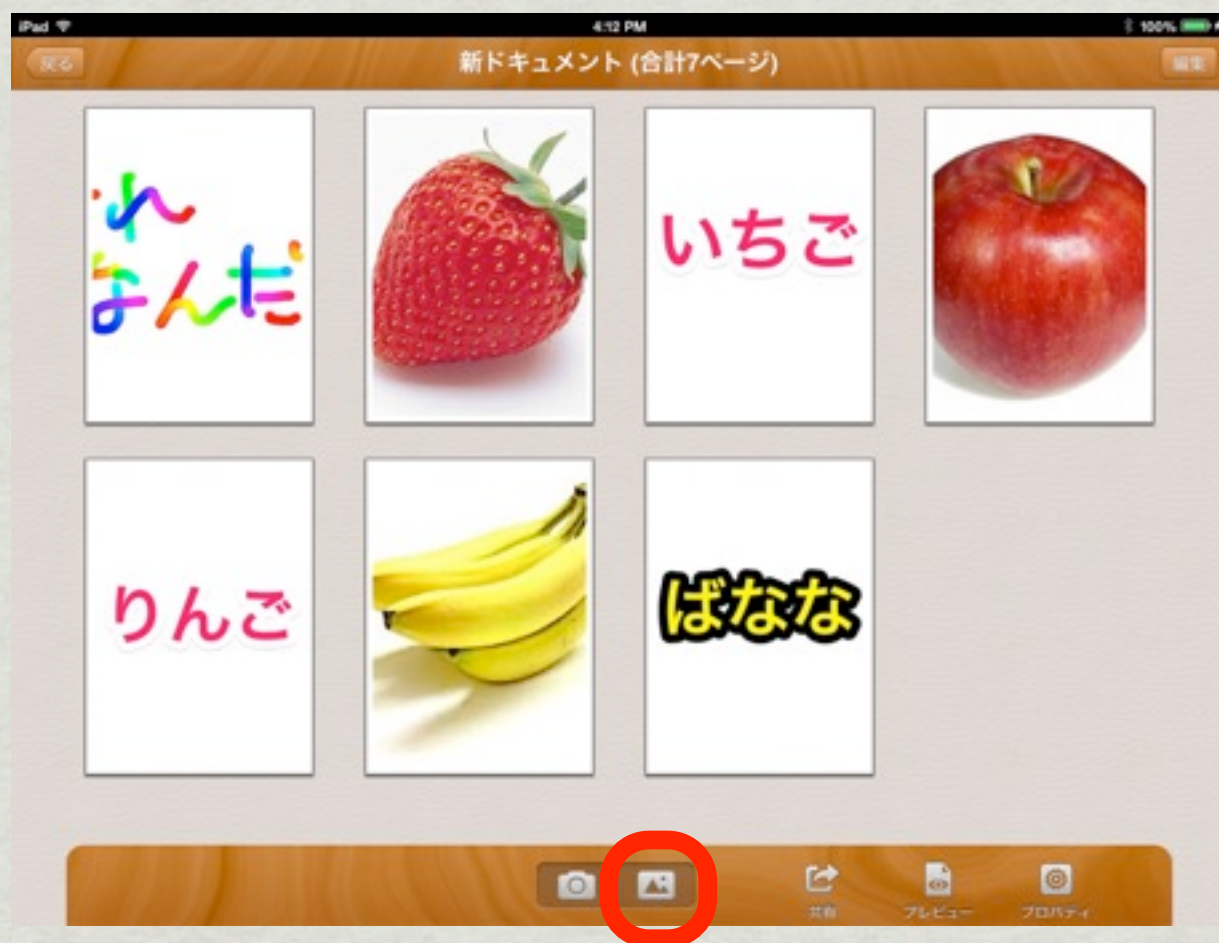 iPad 4:12 PM 100%
戻る 新ドキュメント (合計7ページ) 編集
れ
なんだ
いちご
りんご
ばなな
共有 プレビュー プロパティ